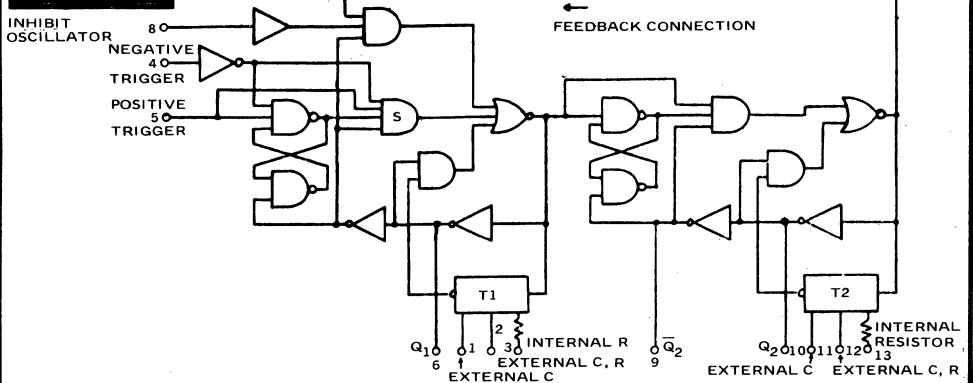 FEEDBACK CONNECTION
INHIBIT
OSCILLATOR
8
NEGATIVE
4
TRIGGER
POSITIVE
5
TRIGGER
S
T1
T2
Q1
6
1
2
3
INTERNAL R
EXTERNAL C, R
EXTERNAL C
Q̅2
9
Q2
10
11
12
13
INTERNAL
RESISTOR
EXTERNAL C
EXTERNAL C, R